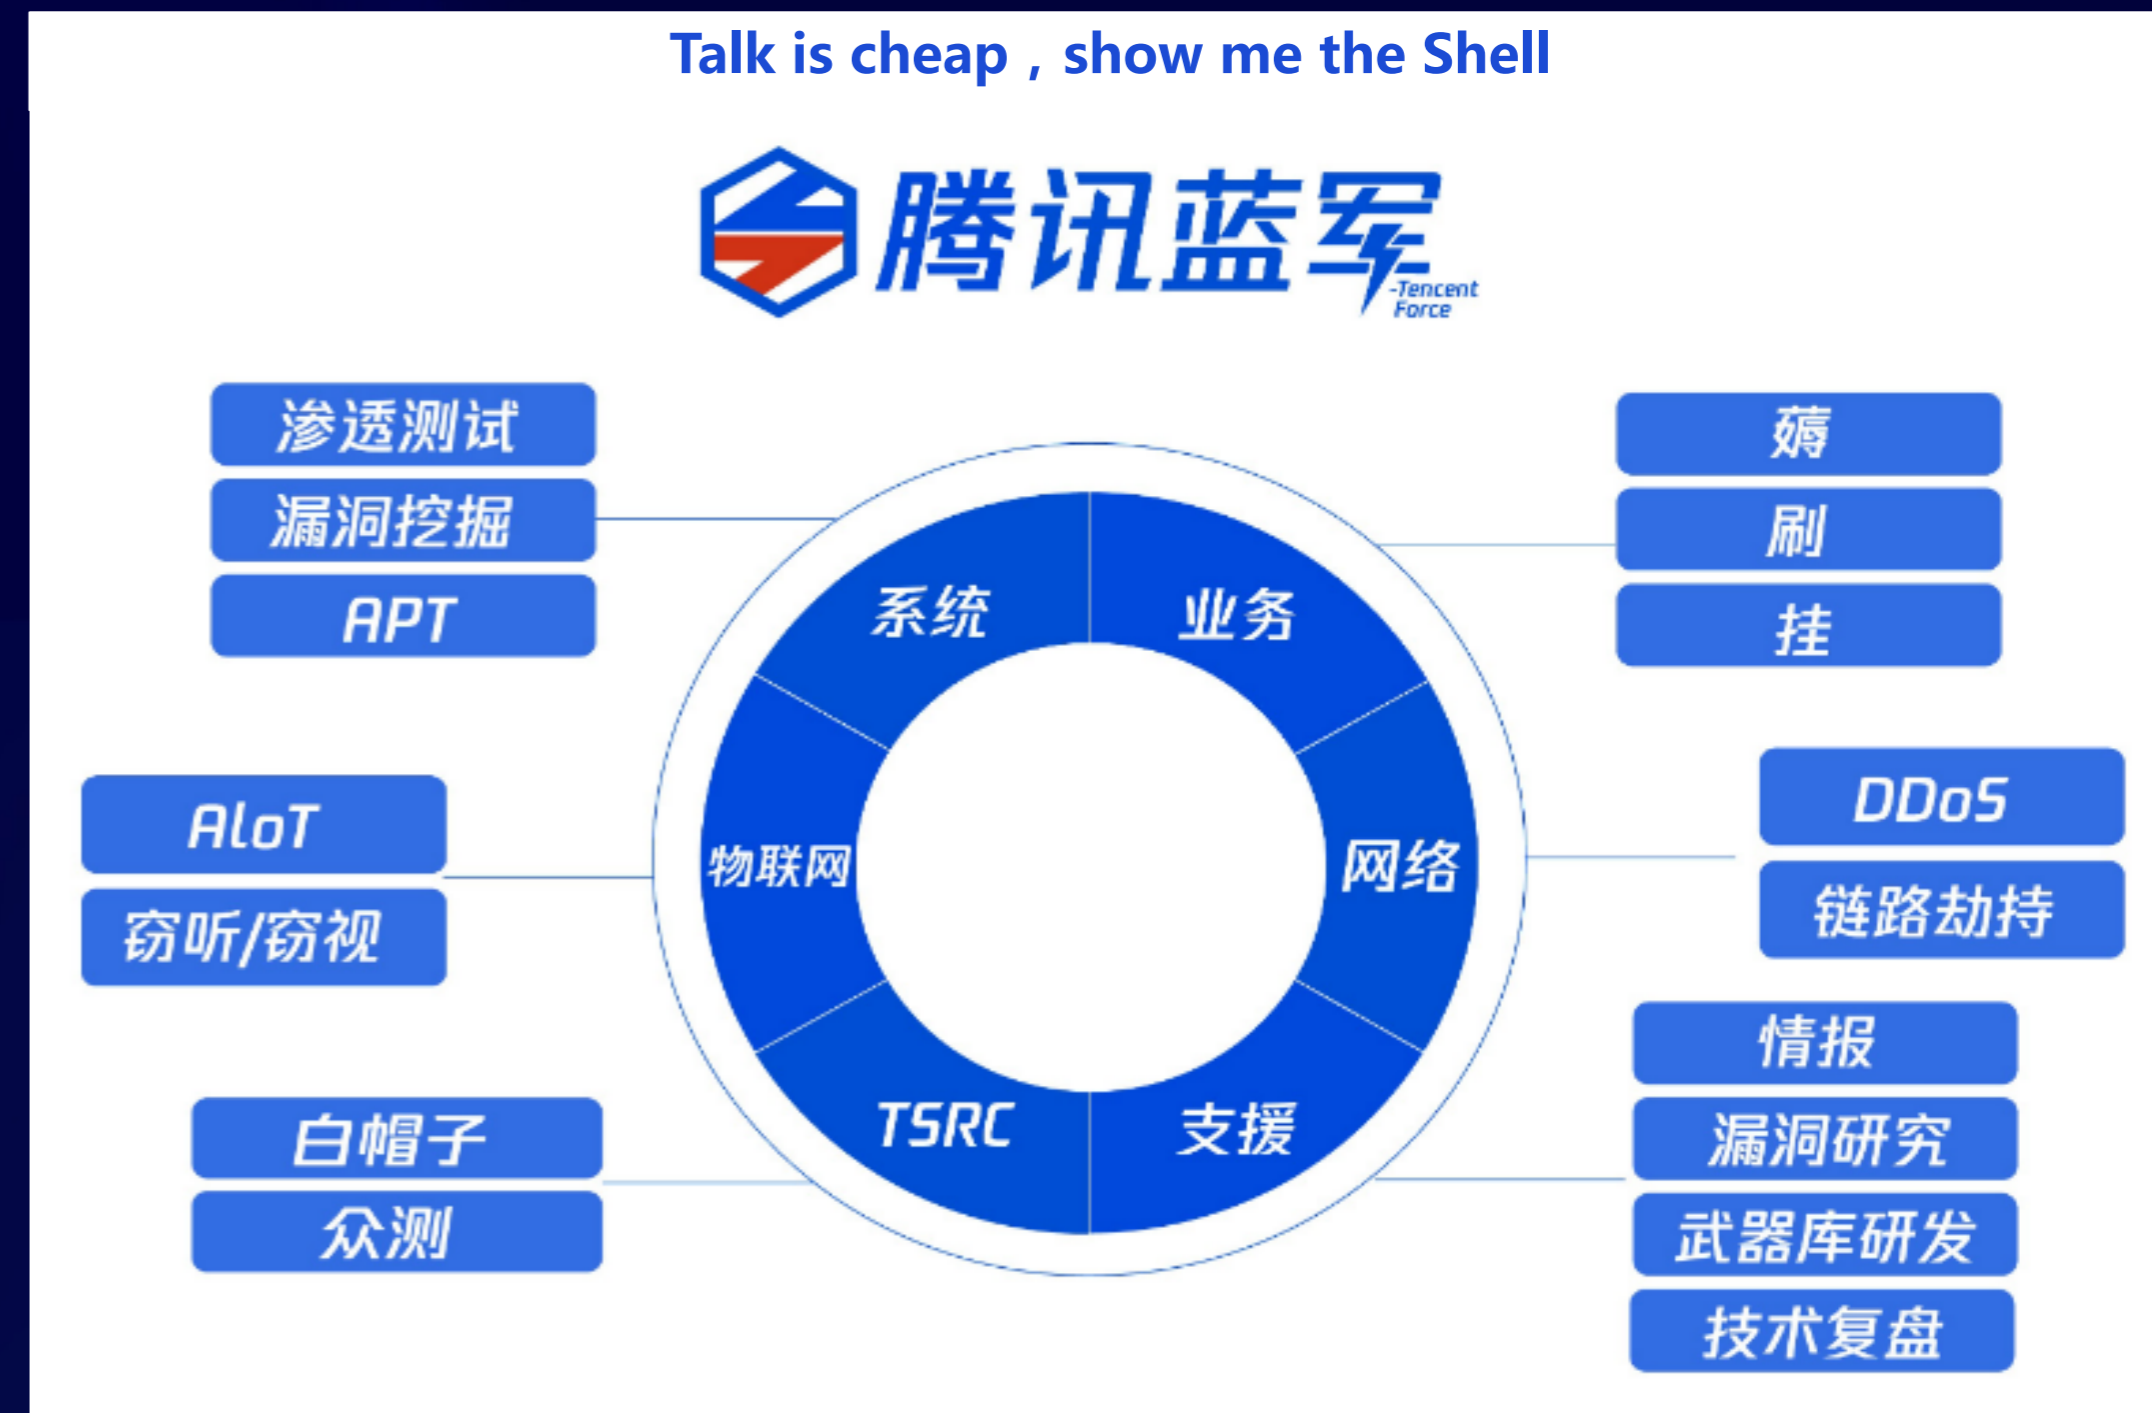 Talk is cheap，show me the Shell
腾讯蓝军
-Tencent
Force
渗透测试
漏洞挖掘
APT
薅
刷
挂
系统
业务
AloT
窃听/窃视
物联网
网络
DDoS
链路劫持
TSRC
支援
白帽子
众测
情报
漏洞研究
武器库研发
技术复盘